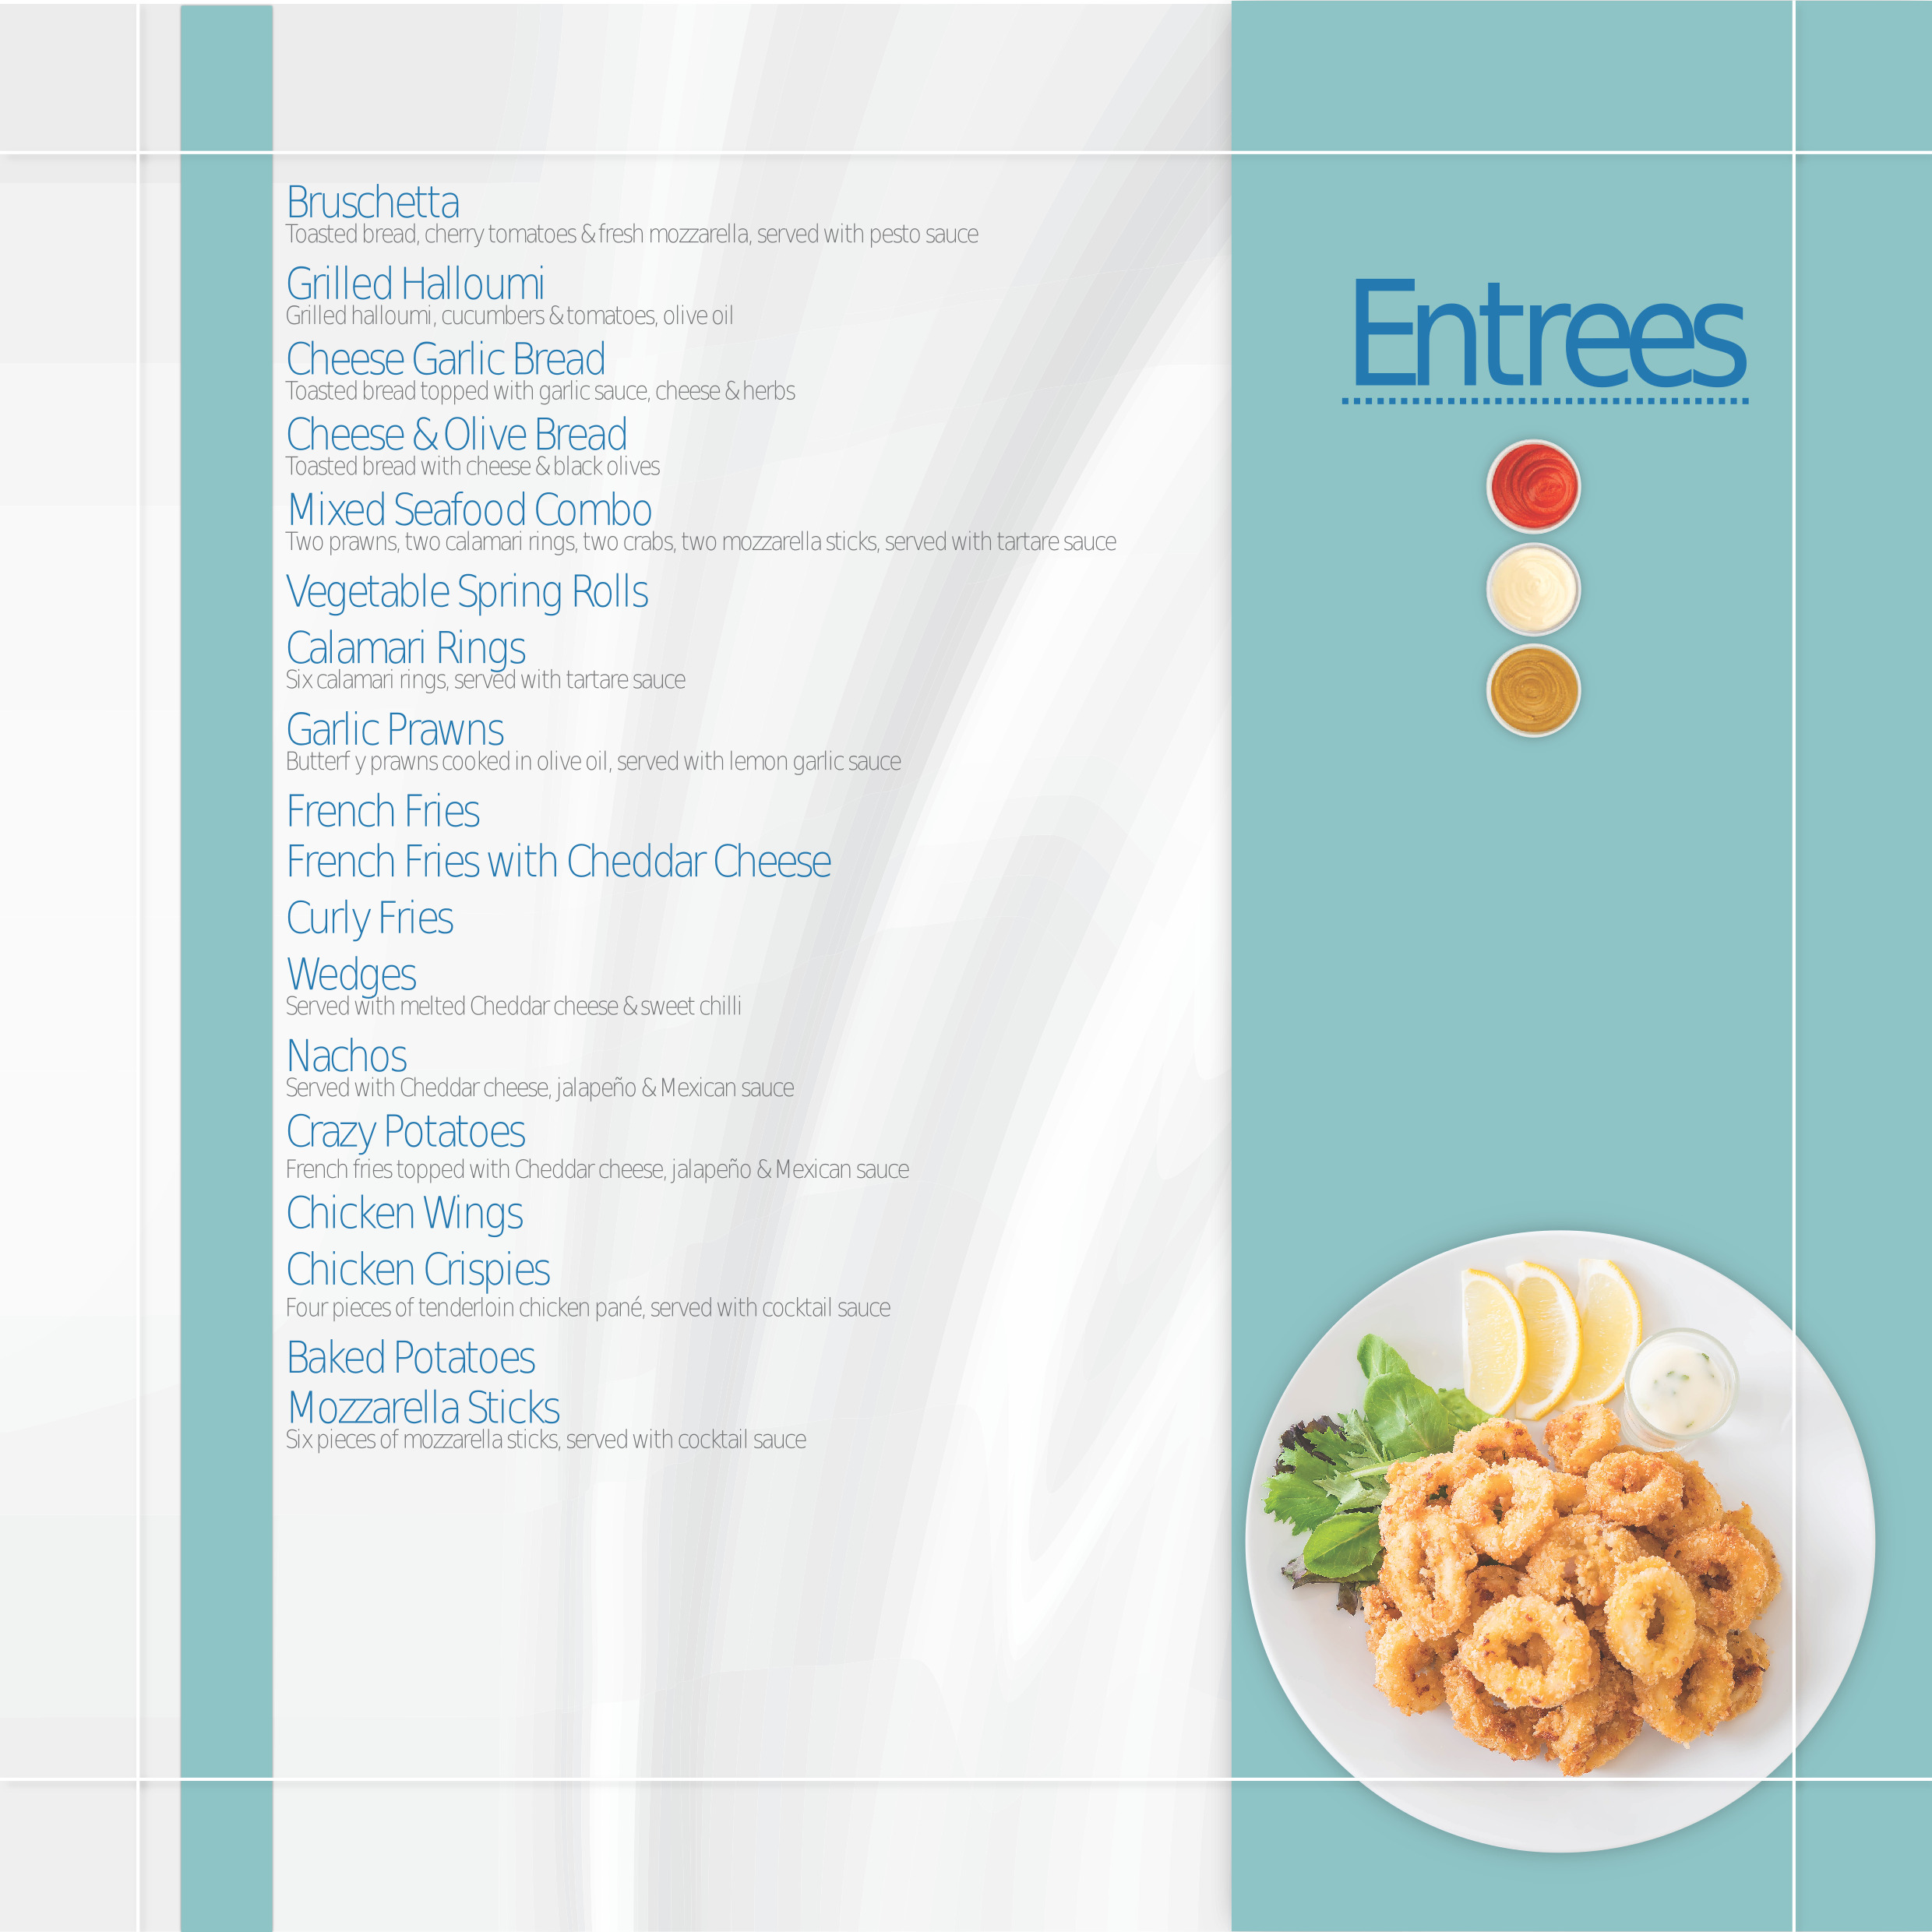 Entrees
Bruschetta
Toasted bread, cherry tomatoes & fresh mozzarella, served with pesto sauce
Grilled Halloumi
Grilled halloumi, cucumbers & tomatoes, olive oil
Cheese Garlic Bread
Toasted bread topped with garlic sauce, cheese & herbs
Cheese & Olive Bread
Toasted bread with cheese & black olives
Mixed Seafood Combo
Two prawns, two calamari rings, two crabs, two mozzarella sticks, served with tartare sauce
Vegetable Spring Rolls
Calamari Rings
Six calamari rings, served with tartare sauce
Garlic Prawns
Butterf y prawns cooked in olive oil, served with lemon garlic sauce
French Fries
French Fries with Cheddar Cheese
Curly Fries
Wedges
Served with melted Cheddar cheese & sweet chilli
Nachos
Served with Cheddar cheese, jalapeño & Mexican sauce
Crazy Potatoes
French fries topped with Cheddar cheese, jalapeño & Mexican sauce
Chicken Wings
Chicken Crispies
Four pieces of tenderloin chicken pané, served with cocktail sauce
Baked Potatoes
Mozzarella Sticks
Six pieces of mozzarella sticks, served with cocktail sauce